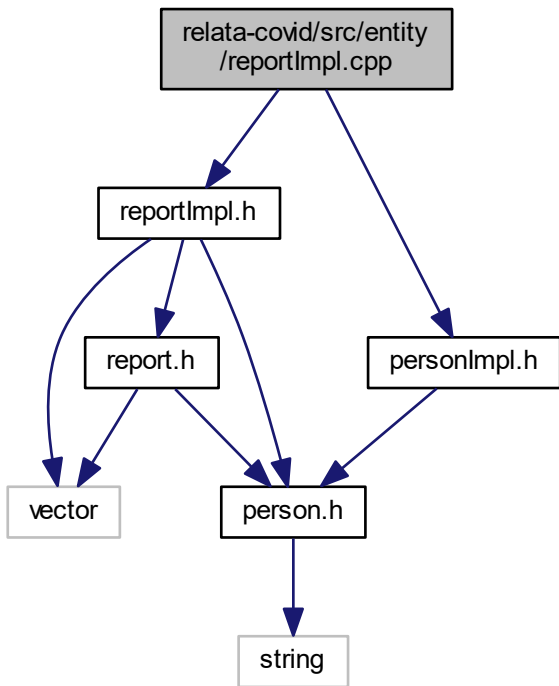 relata-covid/src/entity
/reportImpl.cpp
reportImpl.h
report.h
personImpl.h
vector
person.h
string